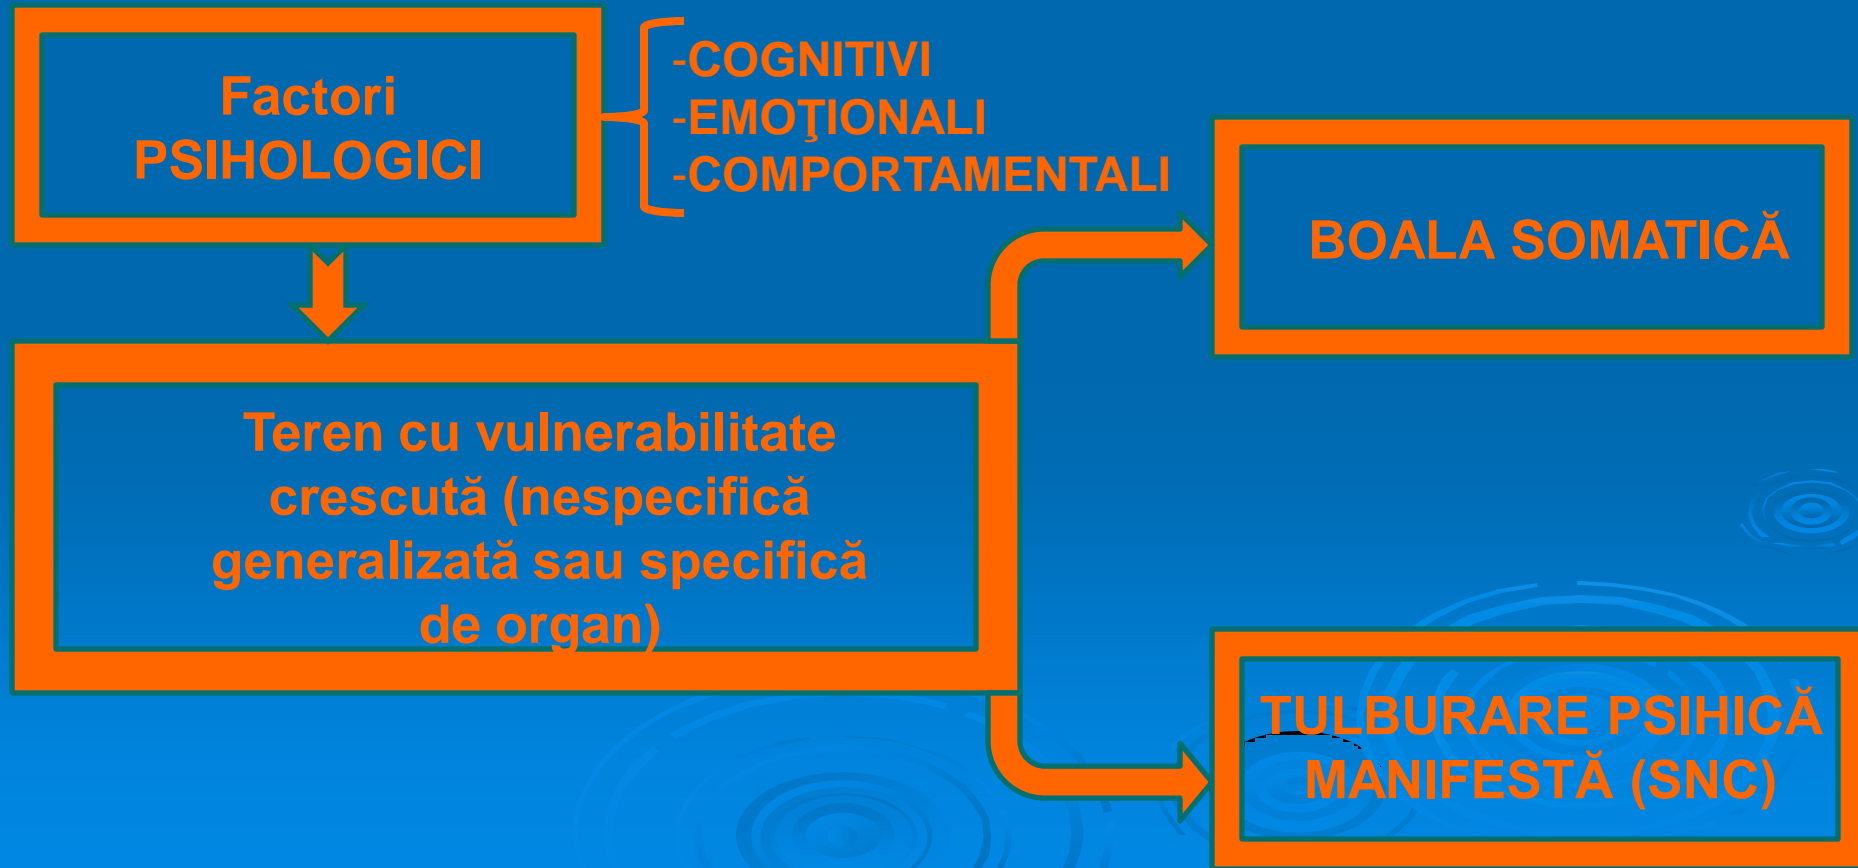 Factori
PSIHOLOGICI
-COGNITIVI
-EMOŢIONALI
-COMPORTAMENTALI
BOALA SOMATICĂ
Teren cu vulnerabilitate
crescută (nespecifică
generalizată sau specifică
de organ)
TULBURARE PSIHICĂ
MANIFESTĂ (SNC)